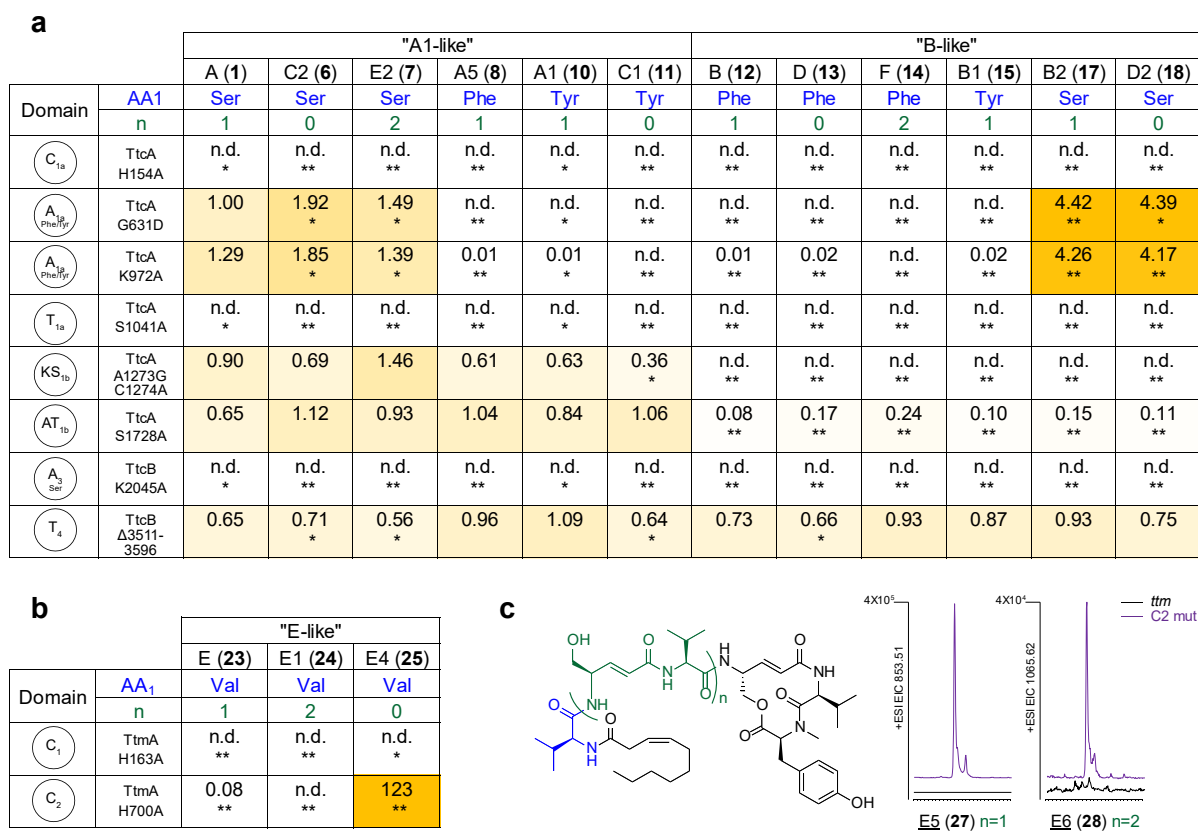 a
"A1-like" "B-like"
A (1) C2 (6) E2 (7) A5 (8) A1 (10) C1 (11) B (12) D (13) F (14) B1 (15) B2 (17) D2 (18)
Domain AA1 Ser Ser Ser Phe Tyr Tyr Phe Phe Phe Tyr Ser Ser
n 1 0 2 1 1 0 1 0 2 1 1 0
C1a TtcA n.d. n.d. n.d. n.d. n.d. n.d. n.d. n.d. n.d. n.d. n.d. n.d.
H154A * ** ** ** * ** ** ** ** ** ** **
A1a TtcA 1.00 1.92 1.49 n.d. n.d. n.d. n.d. n.d. n.d. n.d. 4.42 4.39
Phe/Tyr G631D * * ** * ** ** ** ** ** ** *
A1a TtcA 1.29 1.85 1.39 0.01 0.01 n.d. 0.01 0.02 n.d. 0.02 4.26 4.17
Phe/Tyr K972A * * ** * ** ** ** ** ** ** **
T1a TtcA n.d. n.d. n.d. n.d. n.d. n.d. n.d. n.d. n.d. n.d. n.d. n.d.
S1041A * ** ** ** * ** ** ** ** ** ** **
KS1b TtcA 0.90 0.69 1.46 0.61 0.63 0.36 n.d. n.d. n.d. n.d. n.d. n.d.
A1273G * ** ** ** ** ** **
C1274A
AT1b TtcA 0.65 1.12 0.93 1.04 0.84 1.06 0.08 0.17 0.24 0.10 0.15 0.11
S1728A ** ** ** ** ** **
A3 TtcB n.d. n.d. n.d. n.d. n.d. n.d. n.d. n.d. n.d. n.d. n.d. n.d.
Ser K2045A * ** ** ** * ** ** ** ** ** ** **
T4 TtcB 0.65 0.71 0.56 0.96 1.09 0.64 0.73 0.66 0.93 0.87 0.93 0.75
Δ3511- * * * *
3596
b
"E-like"
E (23) E1 (24) E4 (25)
Domain AA1 Val Val Val
n 1 2 0
C1 TtmA n.d. n.d. n.d.
H163A ** ** *
C2 TtmA 0.08 n.d. 123
H700A ** ** **
c
OH
O
O
N
H
O
n
N
H
O
N
H
O
NH
O
O
N
H
O
O
N
O
OH
4X10⁵
+ESI EIC 853.51
E5 (27) n=1
4X10⁴
+ESI EIC 1065.62
E6 (28) n=2
ttm
C2 mut